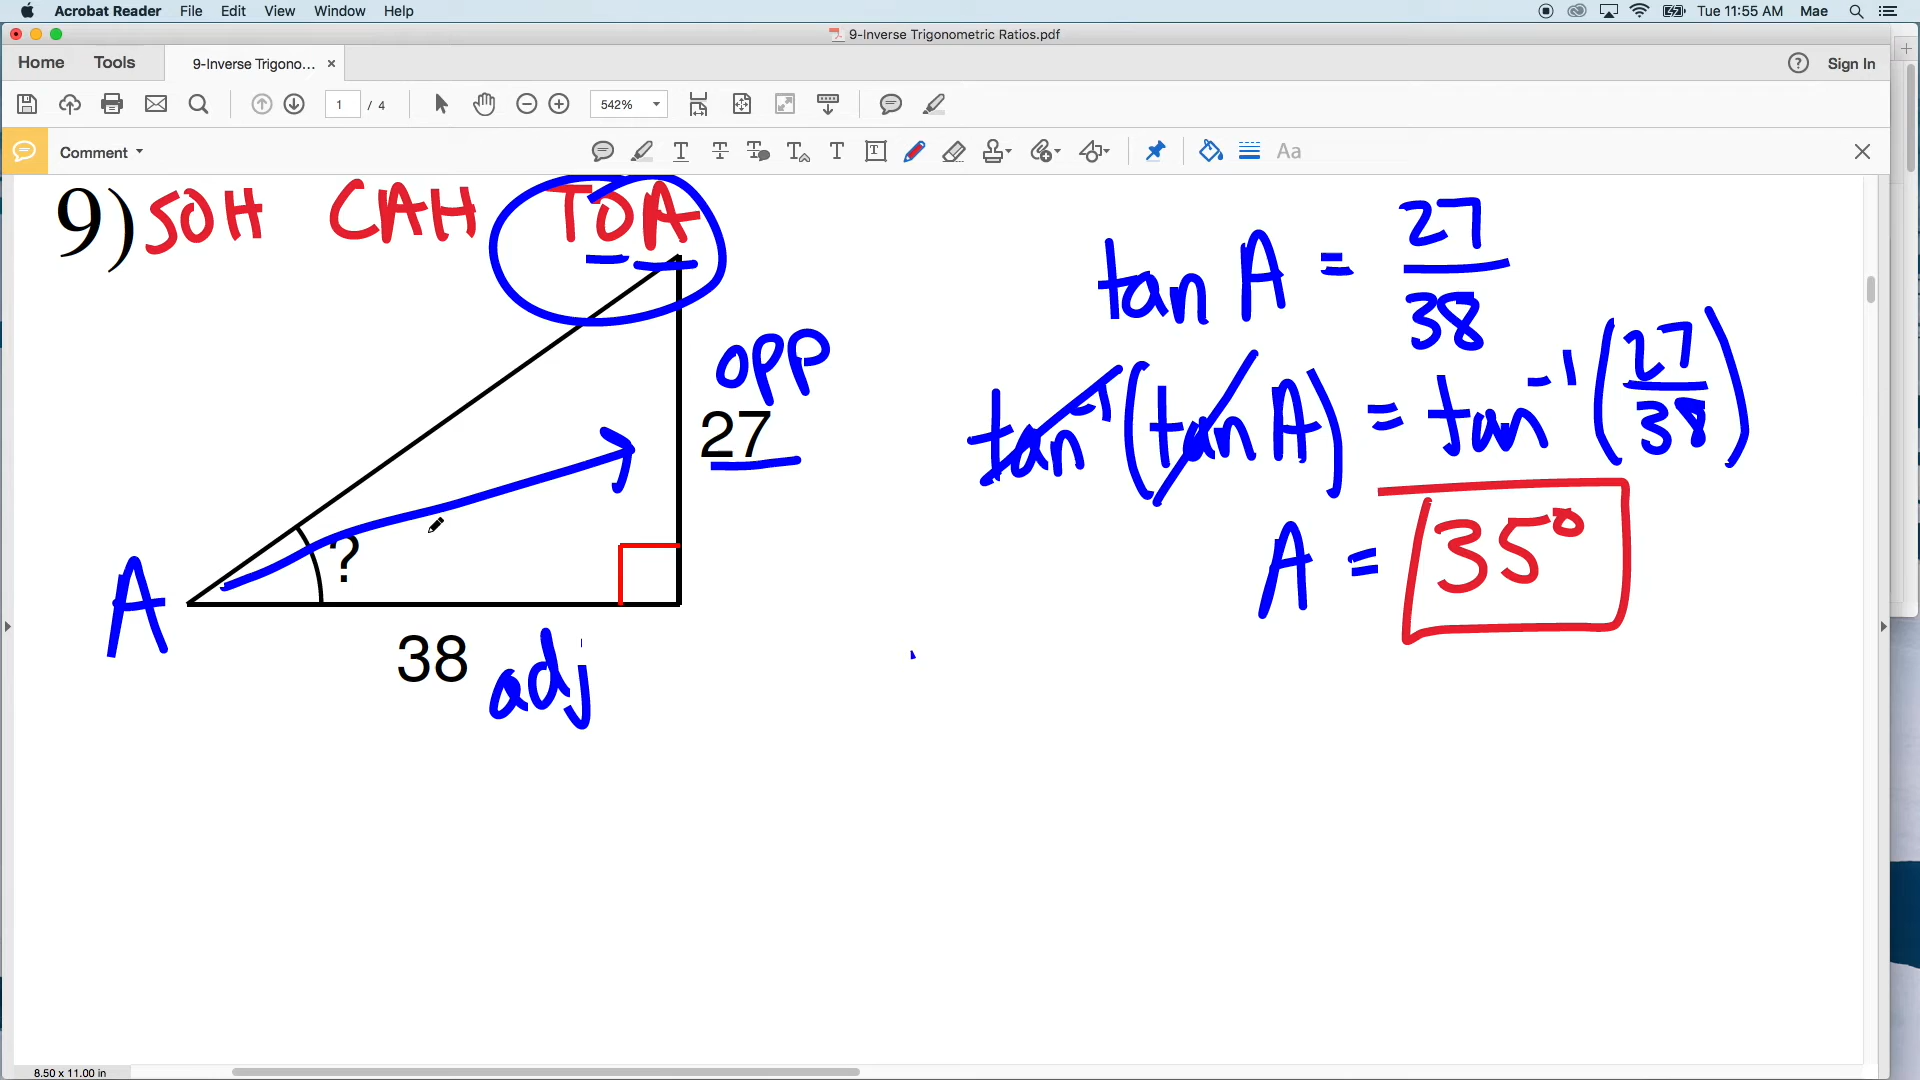 Acrobat Reader File Edit View Window Help Tue 11:55 AM Mae
9-Inverse Trigonometric Ratios.pdf
Home Tools 9-Inverse Trigono... × Sign In
1 / 4 542%
Comment Aa
9) SOH CAH TOA
tan A = 27/38
opp
27
tan⁻¹(tan A) = tan⁻¹(27/38)
?
A
A = 35°
38 adj
8.50 x 11.00 in